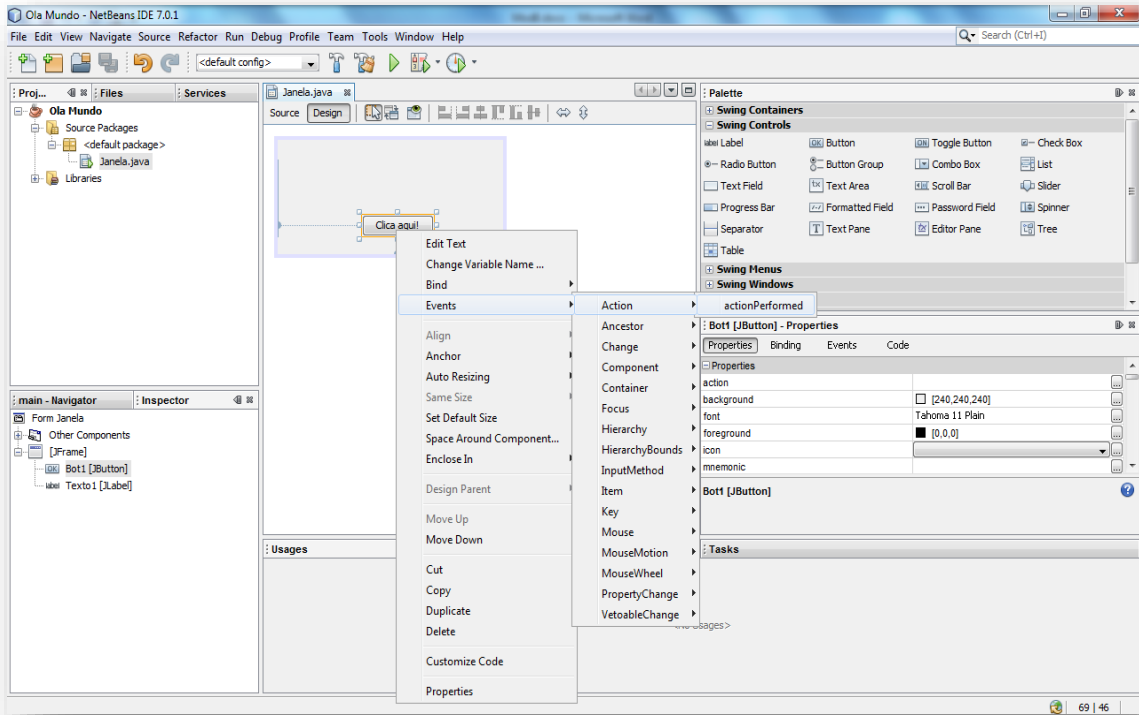 Ola Mundo - NetBeans IDE 7.0.1
File Edit View Navigate Source Refactor Run Debug Profile Team Tools Window Help
Search (Ctrl+I)
<default config>
Proj...
Files
Services
Ola Mundo
Source Packages
<default package>
Janela.java
Libraries
main - Navigator
Inspector
Form Janela
Other Components
[JFrame]
OK Bot1 [JButton]
label Texto1 [JLabel]
Janela.java
Source Design
Clica aqui!
Edit Text
Change Variable Name ...
Bind
Events
Align
Anchor
Auto Resizing
Same Size
Set Default Size
Space Around Component...
Enclose In
Design Parent
Move Up
Move Down
Cut
Copy
Duplicate
Delete
Customize Code
Properties
Action
Ancestor
Change
Component
Container
Focus
Hierarchy
HierarchyBounds
InputMethod
Item
Key
Mouse
MouseMotion
MouseWheel
PropertyChange
VetoableChange
actionPerformed
Palette
Swing Containers
Swing Controls
label Label OK Button ON Toggle Button Check Box
Radio Button Button Group Combo Box List
Text Field tx Text Area Scroll Bar Slider
Progress Bar Formatted Field Password Field Spinner
Separator T Text Pane Editor Pane Tree
Table
Swing Menus
Swing Windows
Bot1 [JButton] - Properties
Properties Binding Events Code
Properties
action
background [240,240,240]
font Tahoma 11 Plain
foreground [0,0,0]
icon
mnemonic
Bot1 [JButton]
Usages
Tasks
sages>
69 | 46